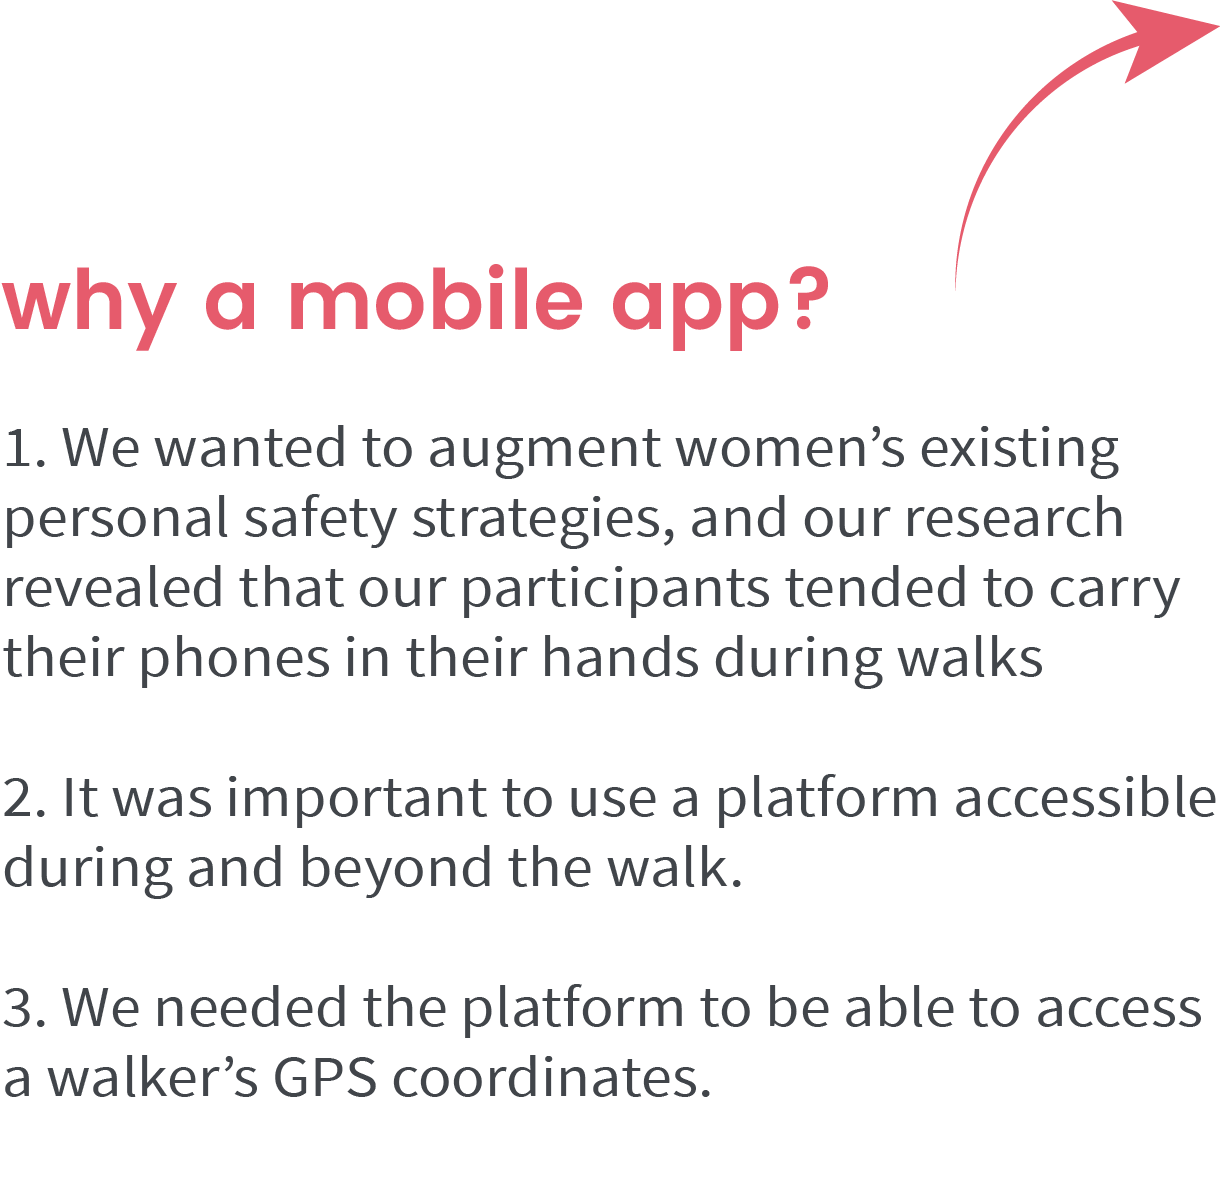 why a mobile app?
1. We wanted to augment women’s existing
personal safety strategies, and our research
revealed that our participants tended to carry
their phones in their hands during walks
2. It was important to use a platform accessible
during and beyond the walk.
3. We needed the platform to be able to access
a walker’s GPS coordinates.